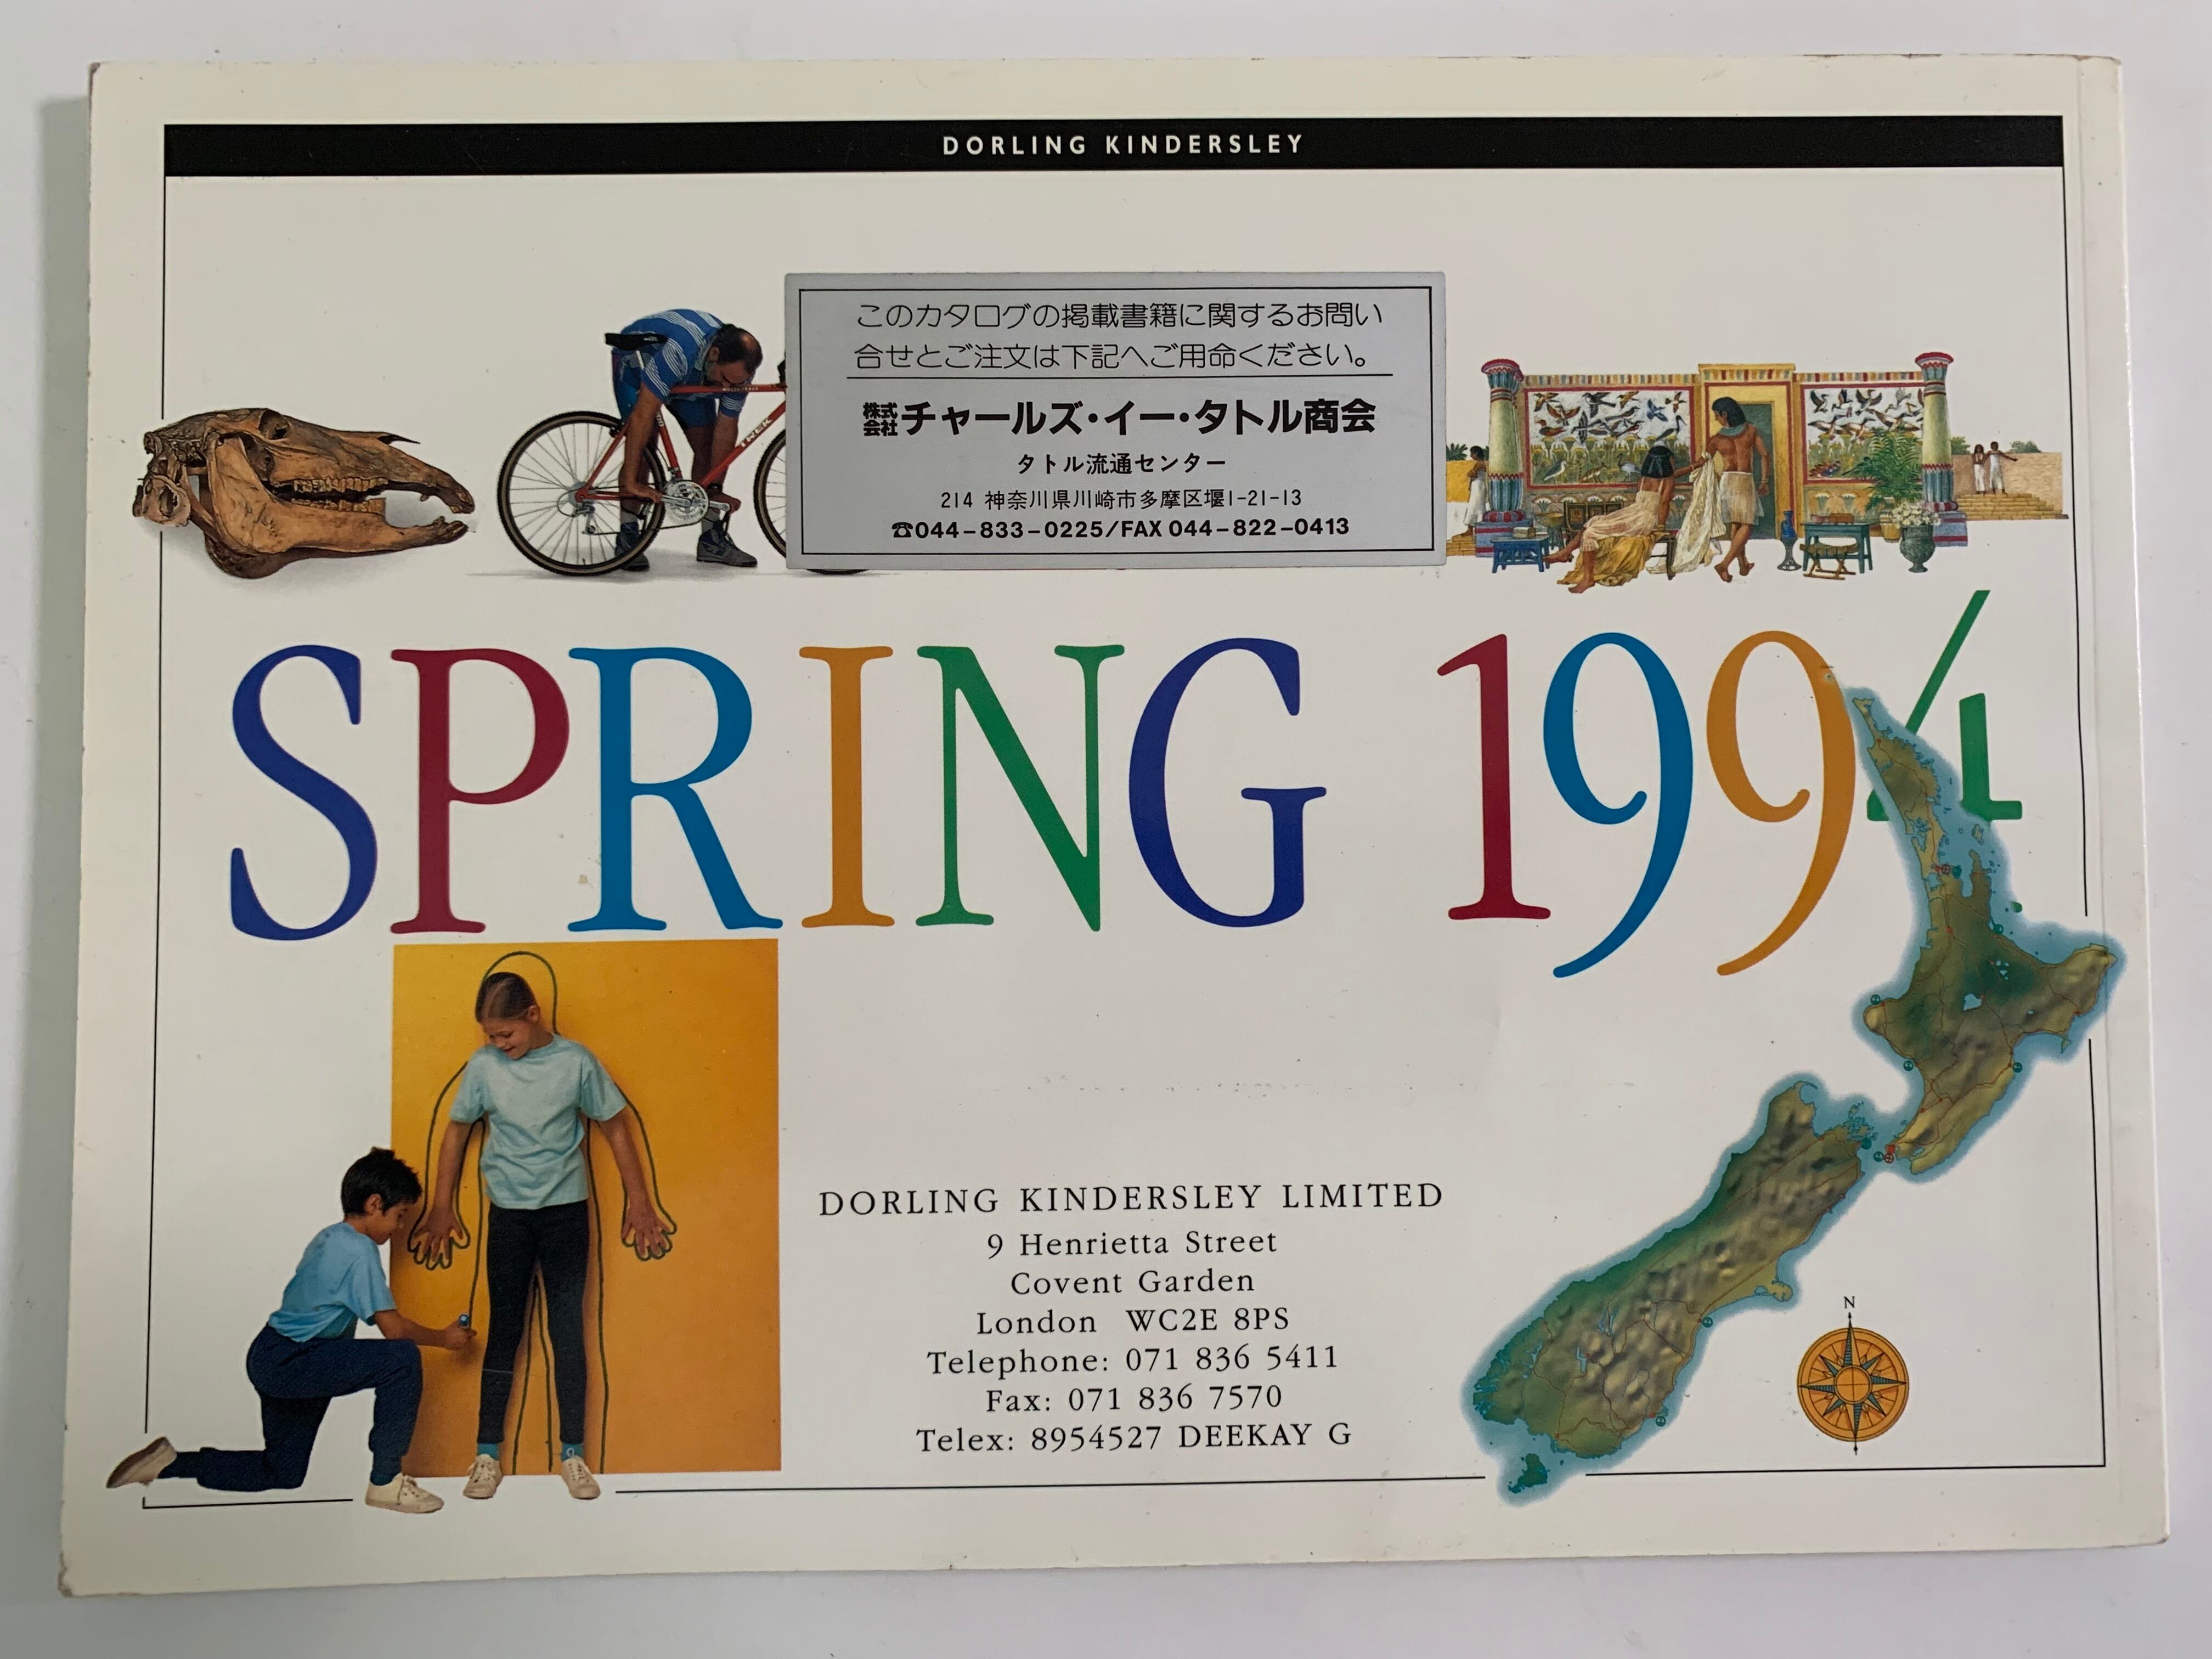 DORLING KINDERSLEY
このカタログの掲載書籍に関するお問い
合せとご注文は下記へご用命ください。
株式会社チャールズ・イー・タトル商会
タトル流通センター
214 神奈川県川崎市多摩区堰1-21-13
☎044-833-0225/FAX 044-822-0413
TREK
SPRING 1994
DORLING KINDERSLEY LIMITED
9 Henrietta Street
Covent Garden
London WC2E 8PS
Telephone: 071 836 5411
Fax: 071 836 7570
Telex: 8954527 DEEKAY G
N